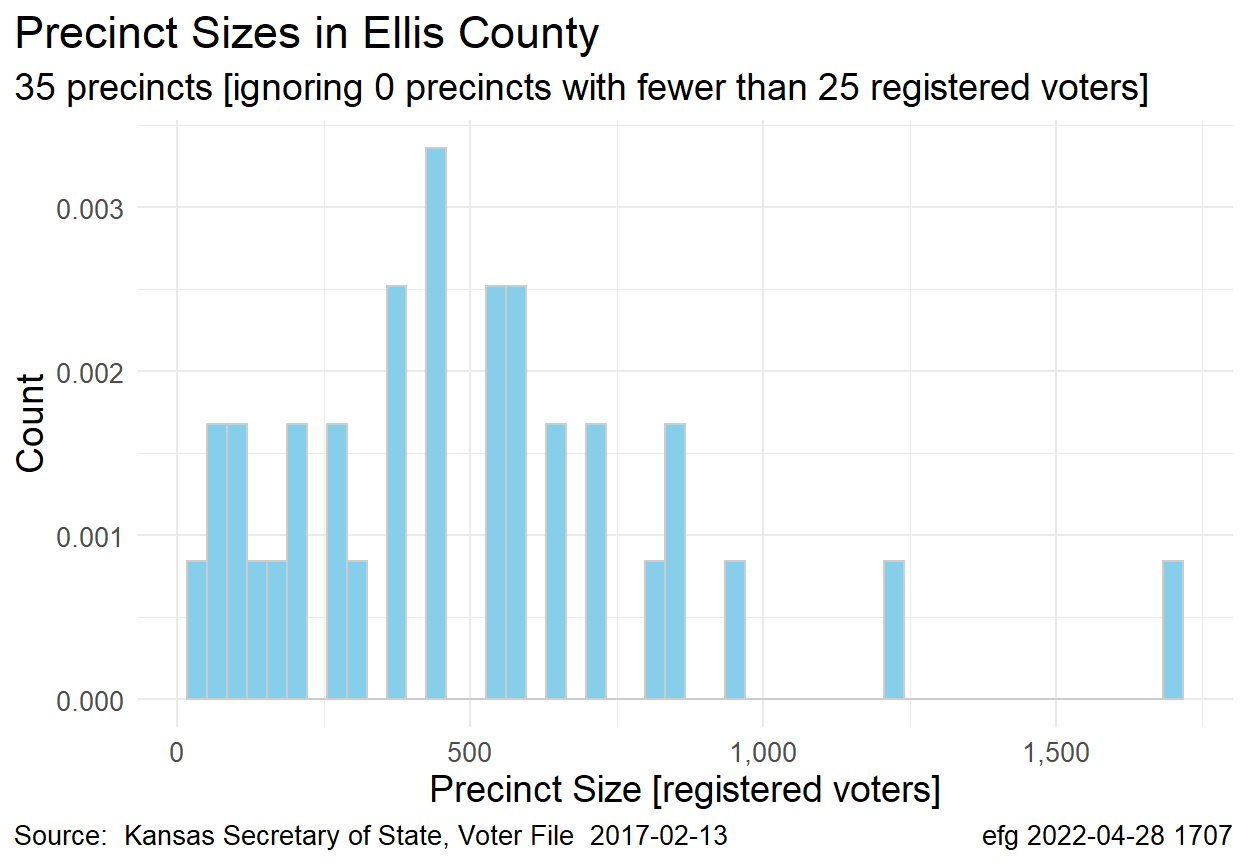 Precinct Sizes in Ellis County
35 precincts [ignoring 0 precincts with fewer than 25 registered voters]
Count
0.003
0.002
0.001
0.000
0 500 1,000 1,500
Precinct Size [registered voters]
Source:  Kansas Secretary of State, Voter File  2017-02-13 efg 2022-04-28 1707